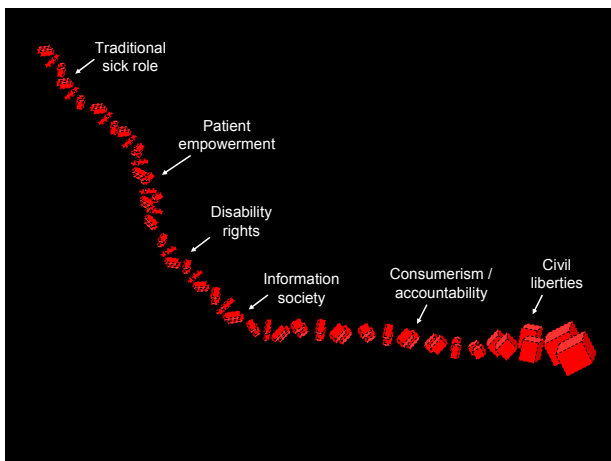 Traditional
sick role
Patient
empowerment
Disability
rights
Information
society
Consumerism /
accountability
Civil
liberties